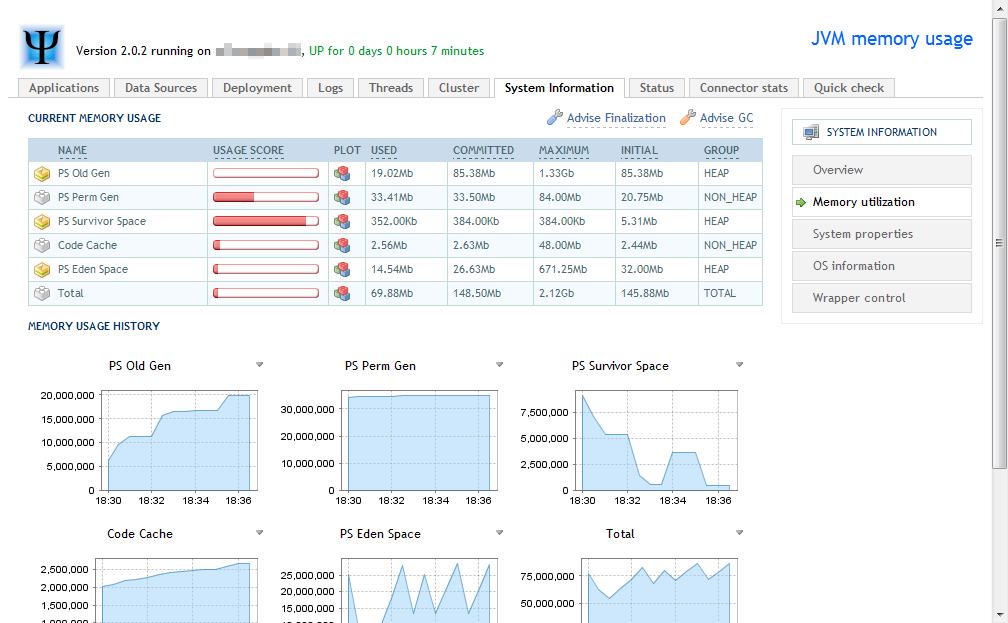 Ψ
Version 2.0.2 running on , UP for 0 days 0 hours 7 minutes
JVM memory usage
Applications Data Sources Deployment Logs Threads Cluster System Information Status Connector stats Quick check
CURRENT MEMORY USAGE Advise Finalization Advise GC
NAME USAGE SCORE PLOT USED COMMITTED MAXIMUM INITIAL GROUP
PS Old Gen 19.02Mb 85.38Mb 1.33Gb 85.38Mb HEAP
PS Perm Gen 33.41Mb 33.50Mb 84.00Mb 20.75Mb NON_HEAP
PS Survivor Space 352.00Kb 384.00Kb 384.00Kb 5.31Mb HEAP
Code Cache 2.56Mb 2.63Mb 48.00Mb 2.44Mb NON_HEAP
PS Eden Space 14.54Mb 26.63Mb 671.25Mb 32.00Mb HEAP
Total 69.88Mb 148.50Mb 2.12Gb 145.88Mb TOTAL
SYSTEM INFORMATION
Overview
Memory utilization
System properties
OS information
Wrapper control
MEMORY USAGE HISTORY
PS Old Gen
20,000,000
15,000,000
10,000,000
5,000,000
0
18:30 18:32 18:34 18:36
PS Perm Gen
30,000,000
20,000,000
10,000,000
0
18:30 18:32 18:34 18:36
PS Survivor Space
7,500,000
5,000,000
2,500,000
0
18:30 18:32 18:34 18:36
Code Cache
2,500,000
2,000,000
1,500,000
1,000,000
PS Eden Space
25,000,000
20,000,000
15,000,000
10,000,000
Total
75,000,000
50,000,000